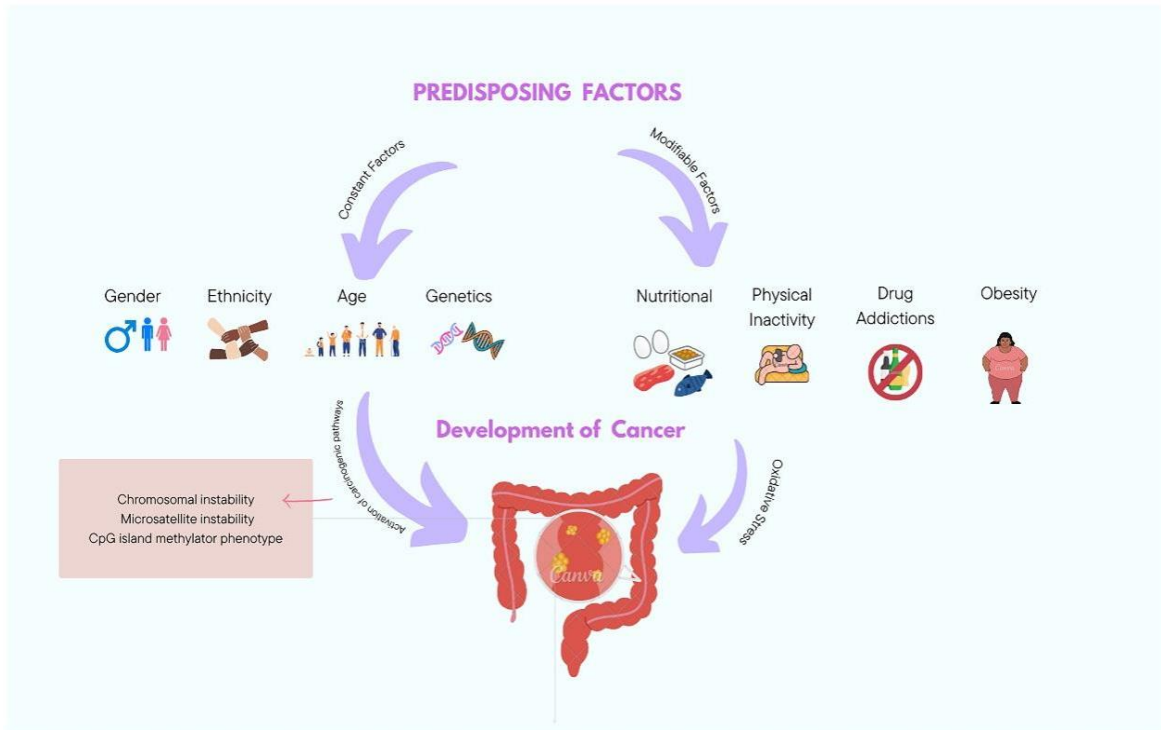 PREDISPOSING FACTORS
Constant Factors
Modifiable Factors
Gender
Ethnicity
Age
Genetics
Nutritional
Physical
Inactivity
Drug
Addictions
Obesity
Activation of carcinogenic pathways
Development of Cancer
Oxidative Stress
Chromosomal instability
Microsatellite instability
CpG island methylator phenotype
Canva